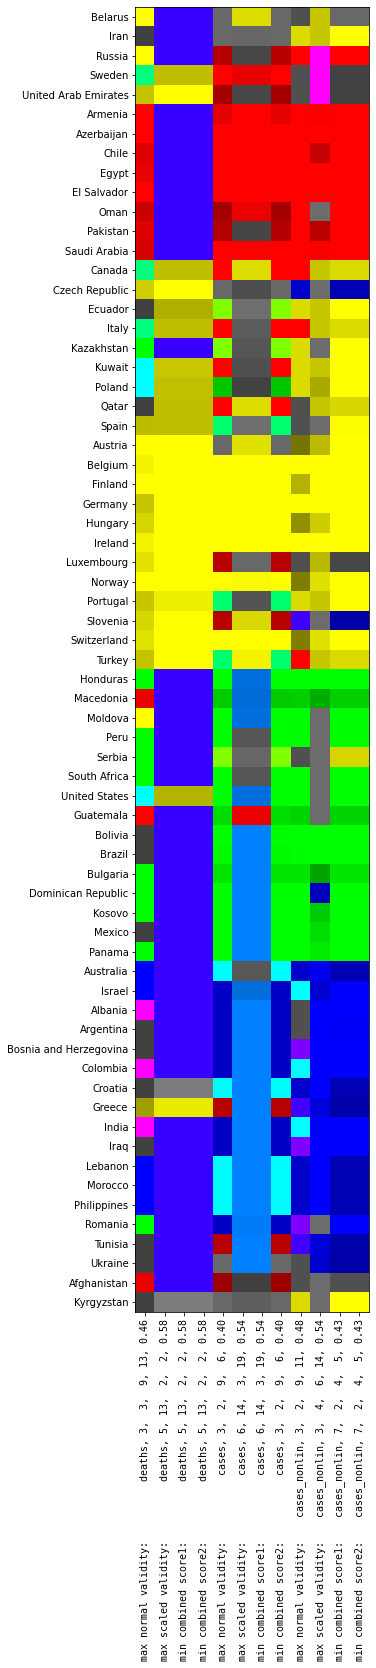 Belarus
Iran
Russia
Sweden
United Arab Emirates
Armenia
Azerbaijan
Chile
Egypt
El Salvador
Oman
Pakistan
Saudi Arabia
Canada
Czech Republic
Ecuador
Italy
Kazakhstan
Kuwait
Poland
Qatar
Spain
Austria
Belgium
Finland
Germany
Hungary
Ireland
Luxembourg
Norway
Portugal
Slovenia
Switzerland
Turkey
Honduras
Macedonia
Moldova
Peru
Serbia
South Africa
United States
Guatemala
Bolivia
Brazil
Bulgaria
Dominican Republic
Kosovo
Mexico
Panama
Australia
Israel
Albania
Argentina
Bosnia and Herzegovina
Colombia
Croatia
Greece
India
Iraq
Lebanon
Morocco
Philippines
Romania
Tunisia
Ukraine
Afghanistan
Kyrgyzstan
max normal validity: deaths, 3, 3, 9, 13, 0.46
max scaled validity: deaths, 5, 13, 2, 2, 0.58
min combined score1: deaths, 5, 13, 2, 2, 0.58
min combined score2: deaths, 5, 13, 2, 2, 0.58
max normal validity: cases, 3, 2, 9, 6, 0.40
max scaled validity: cases, 6, 14, 3, 19, 0.54
min combined score1: cases, 6, 14, 3, 19, 0.54
min combined score2: cases, 3, 2, 9, 6, 0.40
max normal validity: cases_nonlin, 3, 2, 9, 11, 0.48
max scaled validity: cases_nonlin, 3, 4, 6, 14, 0.54
min combined score1: cases_nonlin, 7, 2, 4, 5, 0.43
min combined score2: cases_nonlin, 7, 2, 4, 5, 0.43